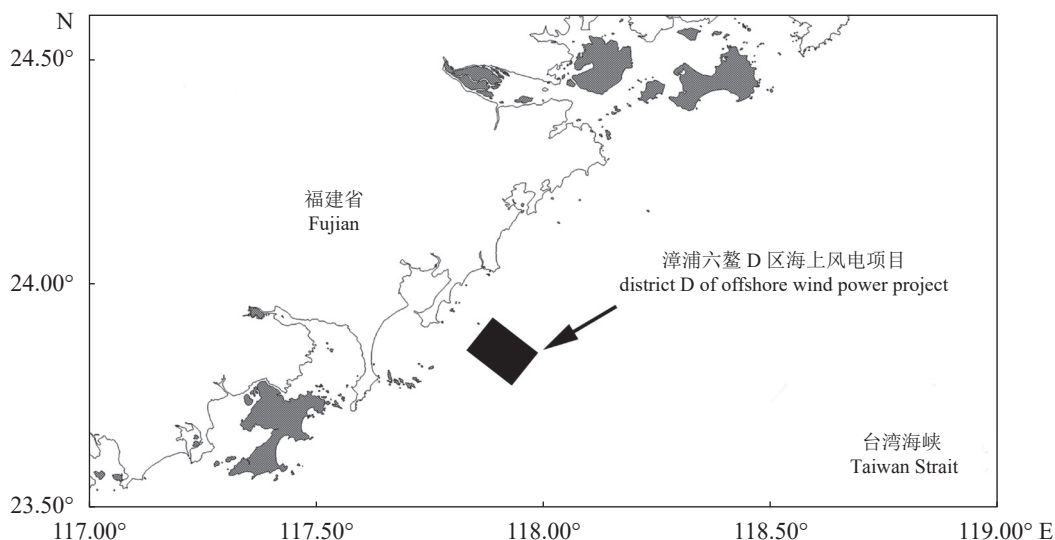 N
24.50°
福建省
Fujian
漳浦六鳌 D 区海上风电项目
district D of offshore wind power project
24.00°
台湾海峡
Taiwan Strait
23.50°
117.00° 117.50° 118.00° 118.50° 119.00° E